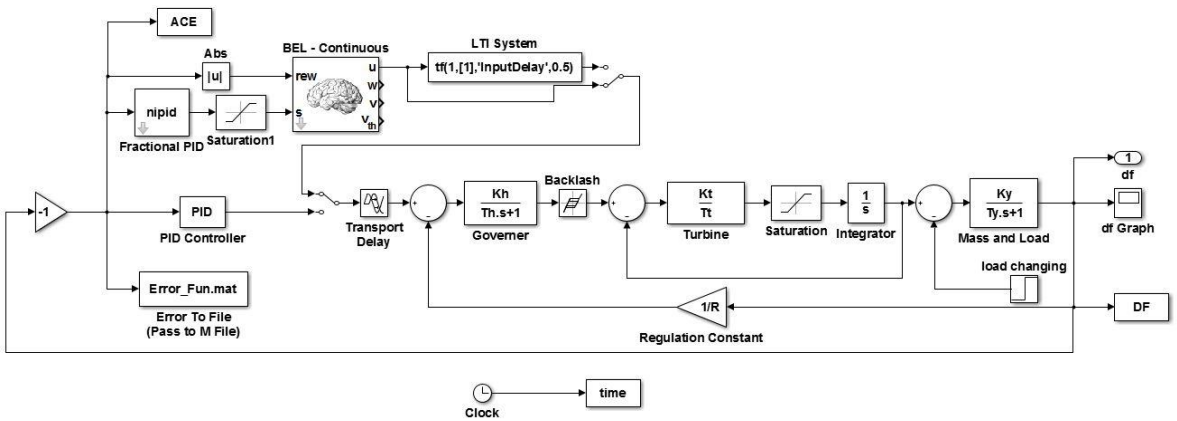 ACE
Abs
|u|
BEL - Continuous
rew
s
u
w
v
v_th
LTI System
tf(1,[1],'InputDelay',0.5)
nipid
Fractional PID
Saturation1
-1
PID
PID Controller
Error_Fun.mat
Error To File
(Pass to M File)
Transport
Delay
+
-
Kh
Th.s+1
Governer
Backlash
+
-
Kt
Tt
Turbine
Saturation
1
s
Integrator
+
-
Ky
Ty.s+1
Mass and Load
load changing
1
df
df Graph
DF
1/R
Regulation Constant
Clock
time